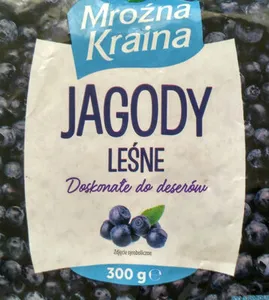 Mroźna
Kraina
JAGODY
LEŚNE
Doskonałe do deserów
Zdjęcie symboliczne
300 g ℮